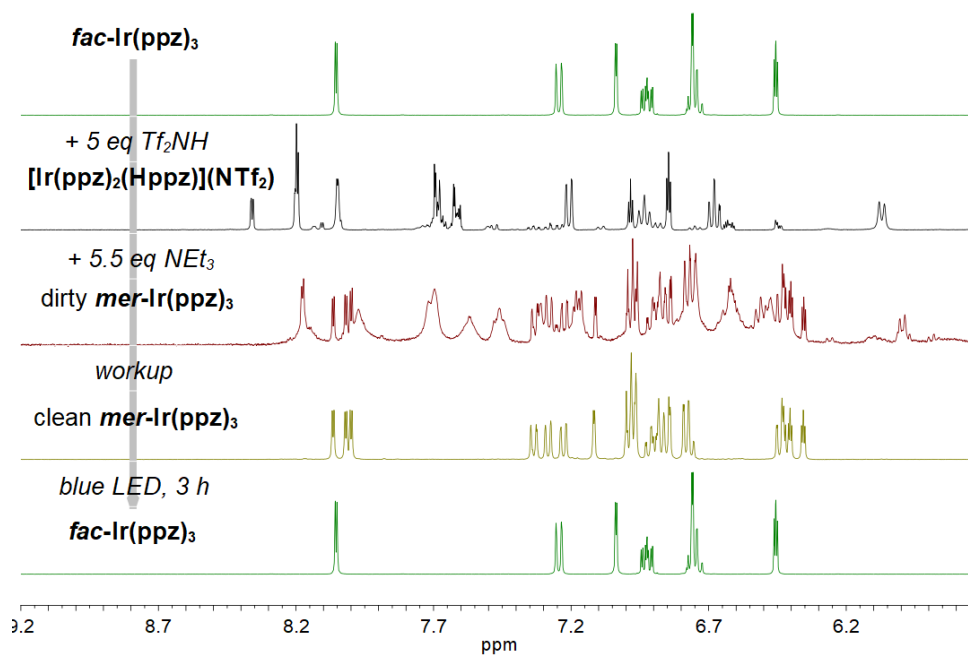 fac-Ir(ppz)3
+ 5 eq Tf2NH
[Ir(ppz)2(Hppz)](NTf2)
+ 5.5 eq NEt3
dirty mer-Ir(ppz)3
workup
clean mer-Ir(ppz)3
blue LED, 3 h
fac-Ir(ppz)3
9.2 8.7 8.2 7.7 7.2 6.7 6.2
ppm